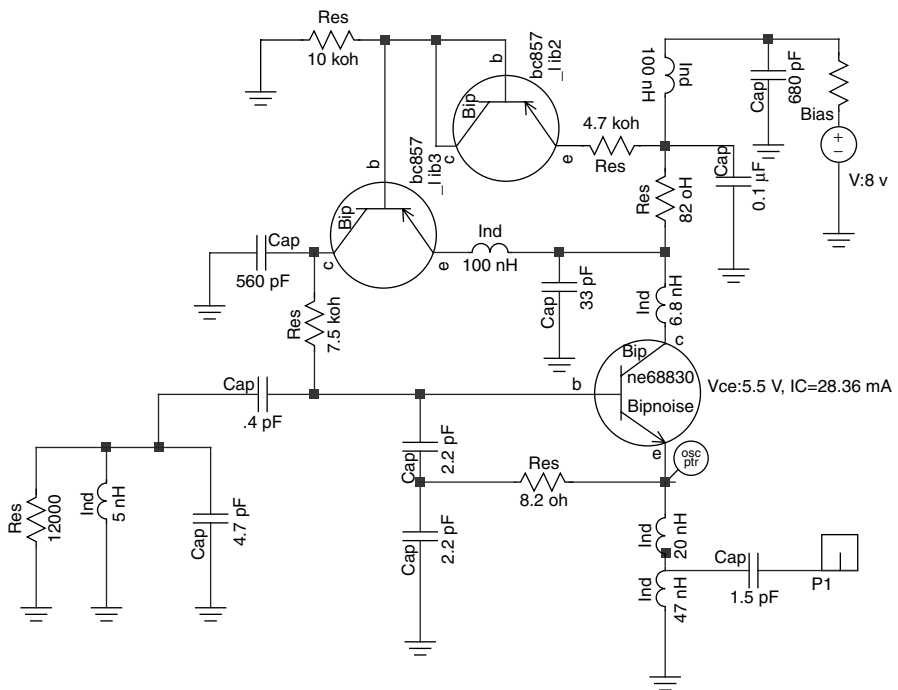 Res
10 koh
b
bc857
_lib2
Bip
c
e
4.7 koh
Res
Ind
100 nH
Cap
680 pF
Bias
+
−
V:8 v
Cap
0.1 µF
Res
82 oH
b
bc857
_lib3
Bip
c
e
Ind
100 nH
Cap
560 pF
Res
7.5 koh
Cap
33 pF
Ind
6.8 nH
c
Bip
ne68830
Bipnoise
b
e
Vce:5.5 V, IC=28.36 mA
osc
ptr
Cap
.4 pF
Cap
2.2 pF
Res
8.2 oh
Cap
2.2 pF
Res
12000
Ind
5 nH
Cap
4.7 pF
Ind
20 nH
Ind
47 nH
Cap
1.5 pF
P1